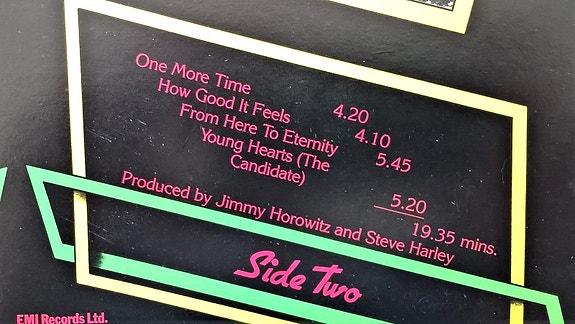 One More Time 4.20
How Good It Feels 4.10
From Here To Eternity 5.45
Young Hearts (The
Candidate) 5.20
19.35 mins.
Produced by Jimmy Horowitz and Steve Harley
Side Two
EMI Records Ltd.